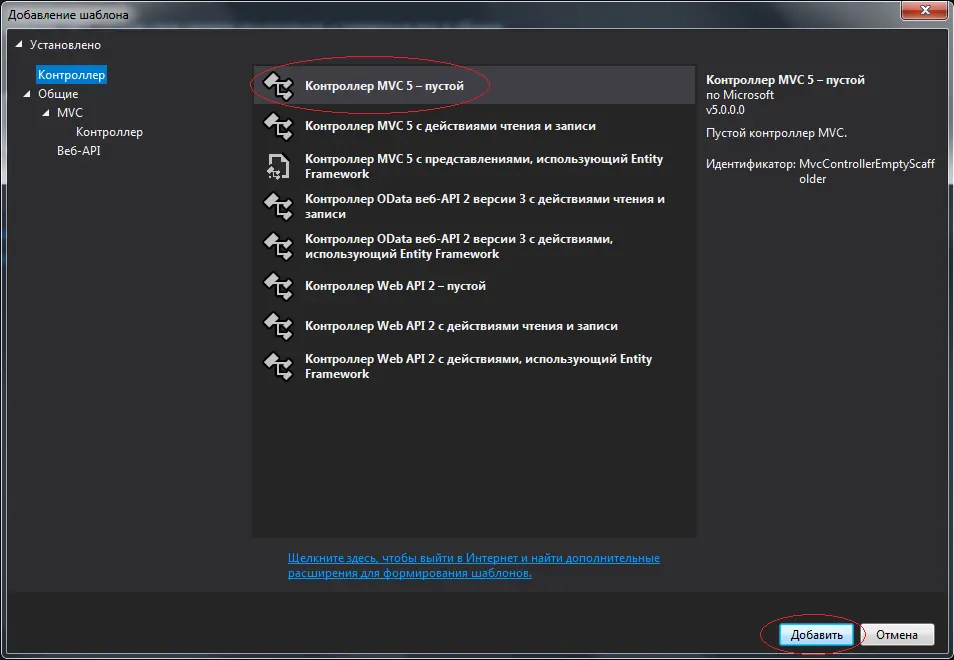 Добавление шаблона
Установлено
Контроллер
Общие
MVC
Контроллер
Веб-API
Контроллер MVC 5 – пустой
Контроллер MVC 5 с действиями чтения и записи
Контроллер MVC 5 с представлениями, использующий Entity
Framework
Контроллер OData веб-API 2 версии 3 с действиями чтения и
записи
Контроллер OData веб-API 2 версии 3 с действиями,
использующий Entity Framework
Контроллер Web API 2 – пустой
Контроллер Web API 2 с действиями чтения и записи
Контроллер Web API 2 с действиями, использующий Entity
Framework
Щелкните здесь, чтобы выйти в Интернет и найти дополнительные
расширения для формирования шаблонов.
Контроллер MVC 5 – пустой
по Microsoft
v5.0.0.0
Пустой контроллер MVC.
Идентификатор: MvcControllerEmptyScaff
older
Добавить
Отмена